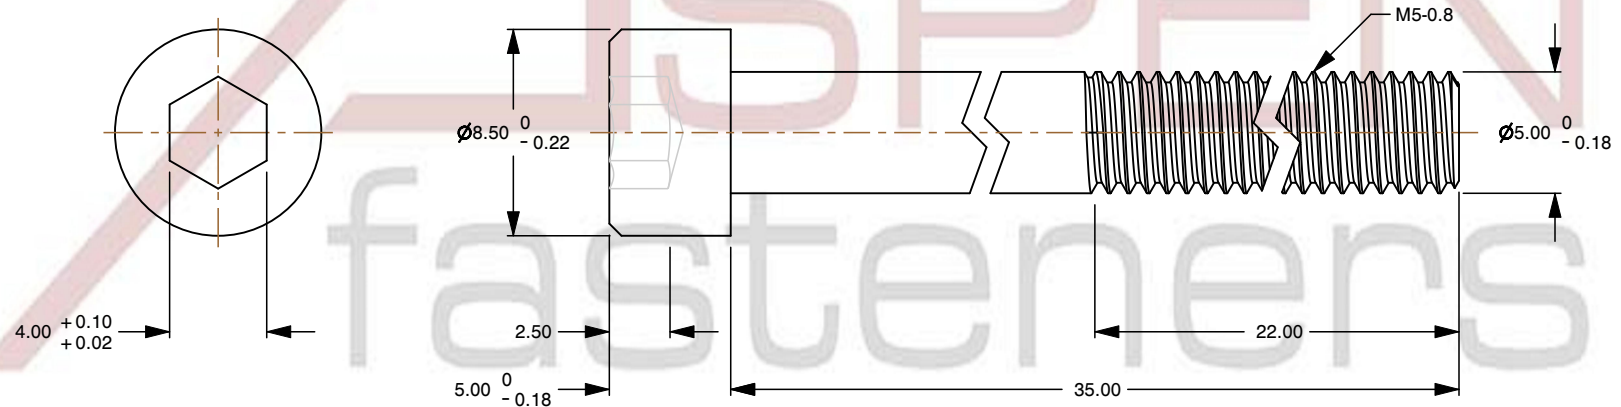 ASPEN
fasteners
M5-0.8
Ø8.50 0
- 0.22
Ø5.00 0
- 0.18
4.00 + 0.10
+ 0.02
2.50
22.00
5.00 0
- 0.18
35.00